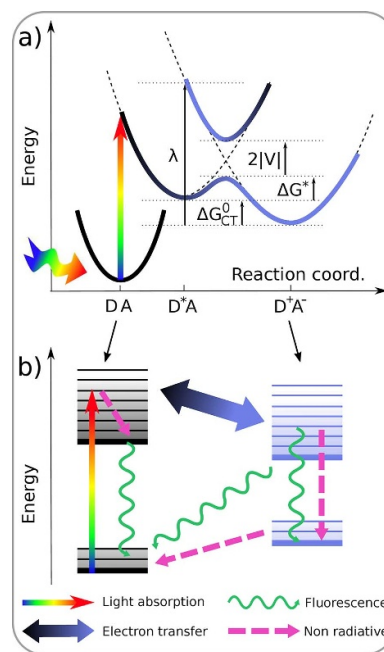 a)
Energy
λ
2|V|
ΔG*
ΔG⁰CT
Reaction coord.
D A
D*A
D⁺A⁻
b)
Energy
Light absorption
Fluorescence
Electron transfer
Non radiative